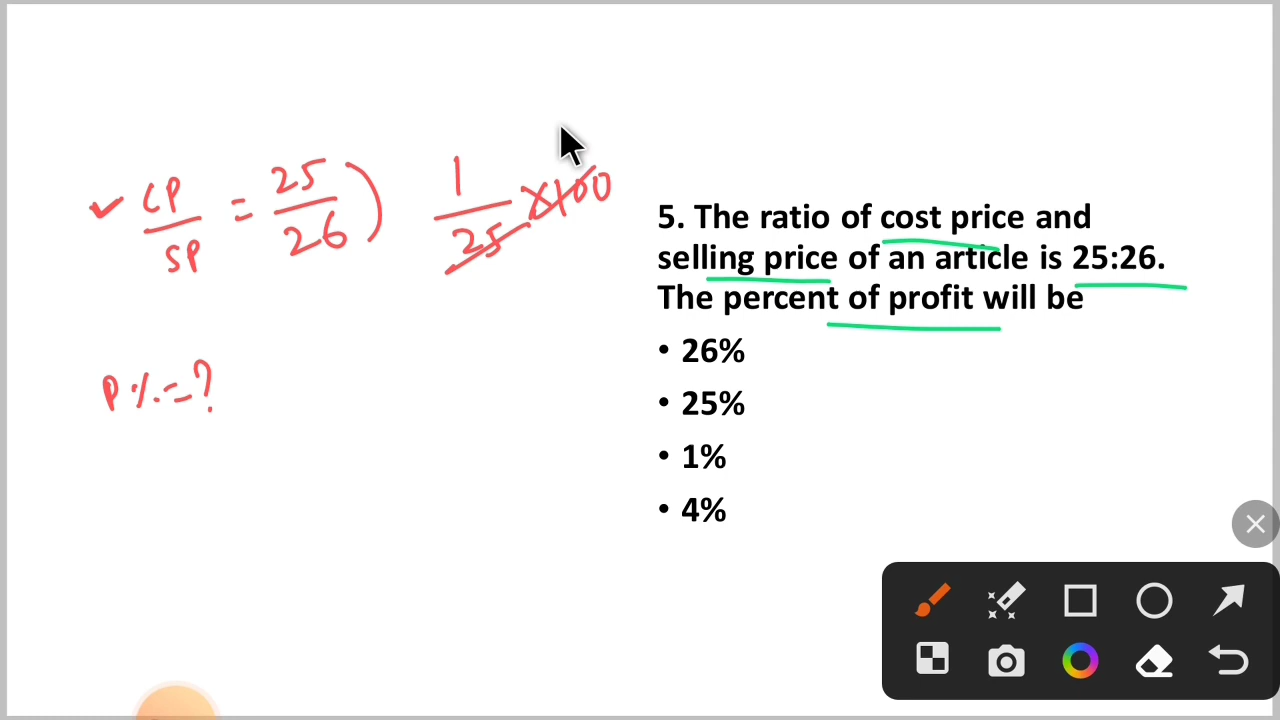 CP/SP = 25/26) 1/25 ×100
P%=?
5. The ratio of cost price and
selling price of an article is 25:26.
The percent of profit will be
• 26%
• 25%
• 1%
• 4%